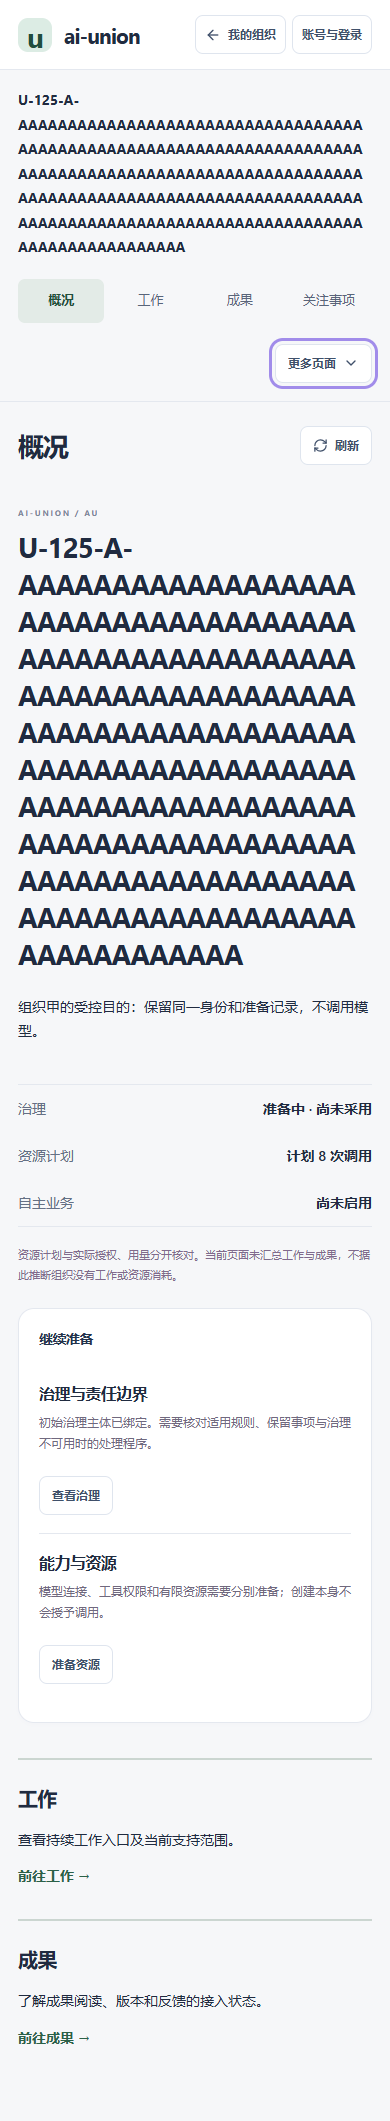 u ai-union
我的组织
账号与登录
U-125-A-
AAAAAAAAAAAAAAAAAAAAAAAAAAAAAAAAAAA
AAAAAAAAAAAAAAAAAAAAAAAAAAAAAAAAAAA
AAAAAAAAAAAAAAAAAAAAAAAAAAAAAAAAAAA
AAAAAAAAAAAAAAAAAAAAAAAAAAAAAAAAAAA
AAAAAAAAAAAAAAAAAAAAAAAAAAAAAAAAAAA
AAAAAAAAAAAAAAAAA
概况 工作 成果 关注事项
更多页面
概况
刷新
AI-UNION / AU
U-125-A-
AAAAAAAAAAAAAAAAAA
AAAAAAAAAAAAAAAAAA
AAAAAAAAAAAAAAAAAA
AAAAAAAAAAAAAAAAAA
AAAAAAAAAAAAAAAAAA
AAAAAAAAAAAAAAAAAA
AAAAAAAAAAAAAAAAAA
AAAAAAAAAAAAAAAAAA
AAAAAAAAAAAAAAAAAA
AAAAAAAAAAAAAAAAAA
AAAAAAAAAAAA
组织甲的受控目的：保留同一身份和准备记录，不调用模
型。
治理 准备中 · 尚未采用
资源计划 计划 8 次调用
自主业务 尚未启用
资源计划与实际授权、用量分开核对。当前页面未汇总工作与成果，不据
此推断组织没有工作或资源消耗。
继续准备
治理与责任边界
初始治理主体已绑定。需要核对适用规则、保留事项与治理
不可用时的处理程序。
查看治理
能力与资源
模型连接、工具权限和有限资源需要分别准备；创建本身不
会授予调用。
准备资源
工作
查看持续工作入口及当前支持范围。
前往工作 →
成果
了解成果阅读、版本和反馈的接入状态。
前往成果 →